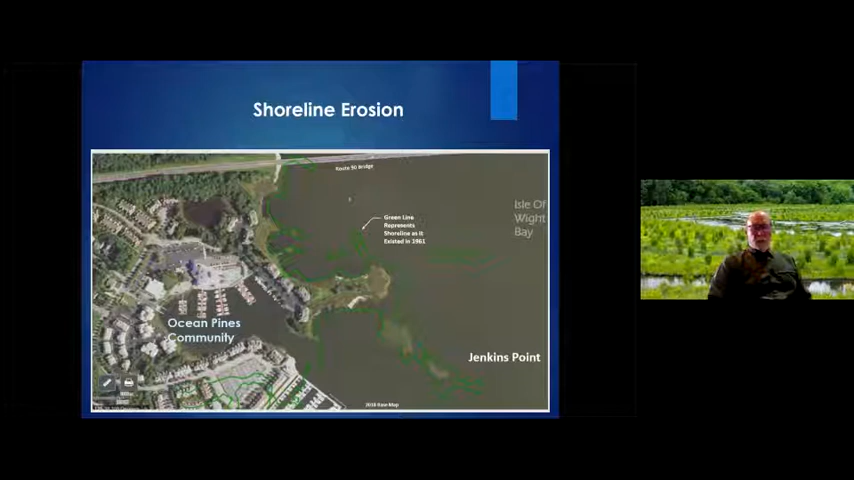 Shoreline Erosion
Route 90 Bridge
Isle Of
Wight
Bay
Green Line
Represents
Shoreline as it
Existed in 1961
Ocean Pines
Community
Jenkins Point
2018 Base Map